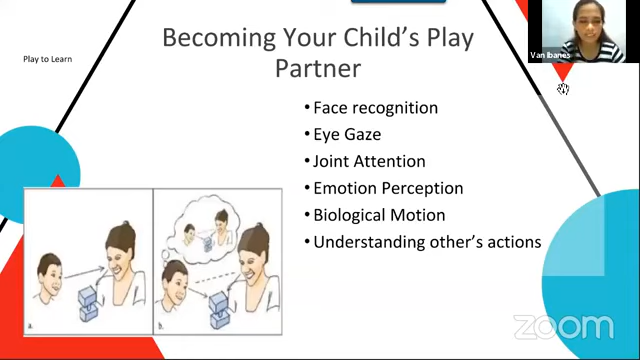 Becoming Your Child's Play
Partner
Play to Learn
Van Ibanes
• Face recognition
• Eye Gaze
• Joint Attention
• Emotion Perception
• Biological Motion
• Understanding other's actions
a.
b.
zoom